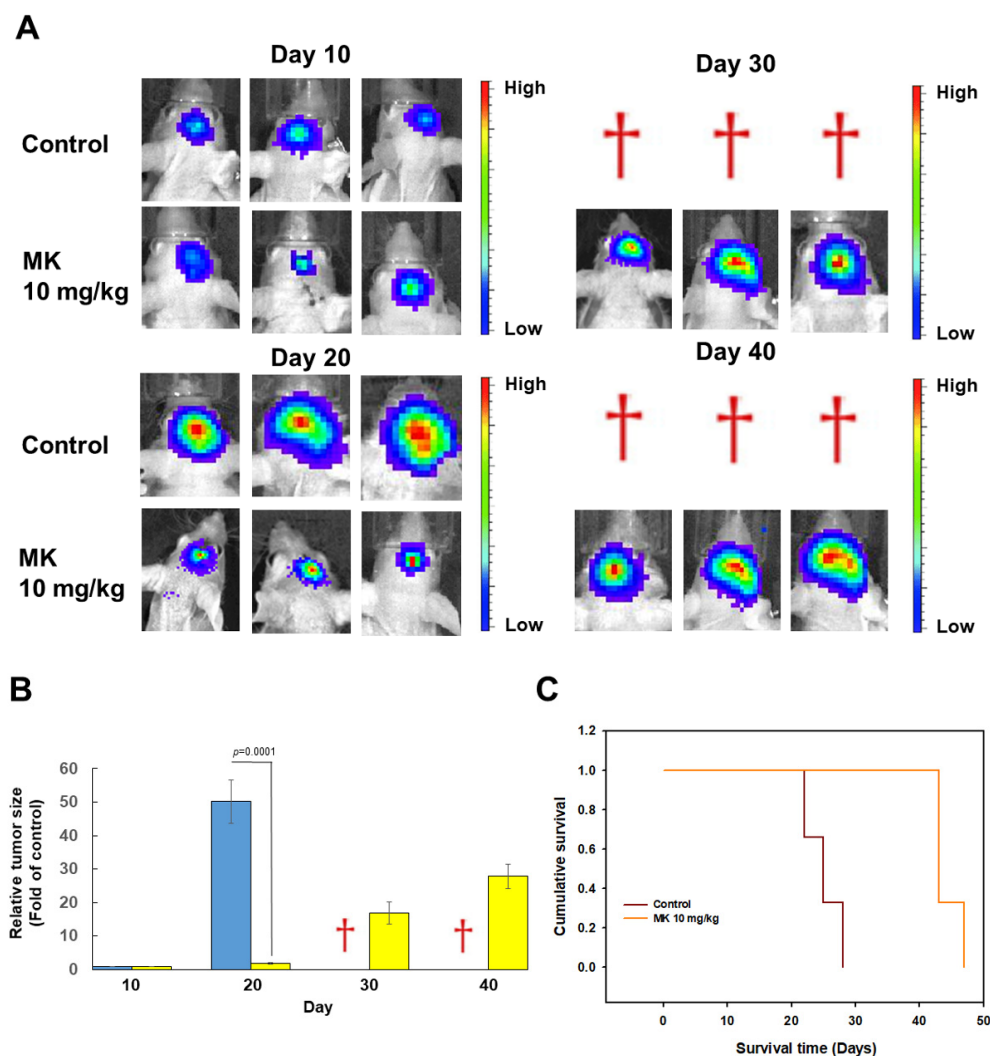 A
Day 10
Day 30
Control
High
High
MK
10 mg/kg
Low
Low
Day 20
Day 40
Control
High
High
MK
10 mg/kg
Low
Low
B
C
p=0.0001
Relative tumor size
(Fold of control)
60
50
40
30
20
10
0
10
20
30
40
Day
Cumulative survival
1.2
1.0
0.8
0.6
0.4
0.2
0.0
Control
MK 10 mg/kg
0
10
20
30
40
50
Survival time (Days)